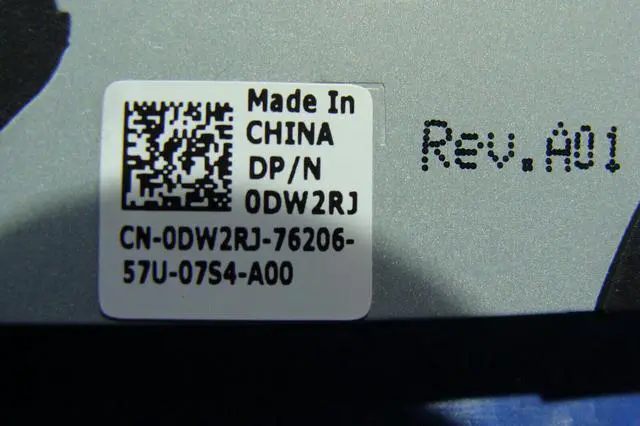 Made In
CHINA
DP/N
0DW2RJ
CN-0DW2RJ-76206-
57U-07S4-A00
Rev.A01